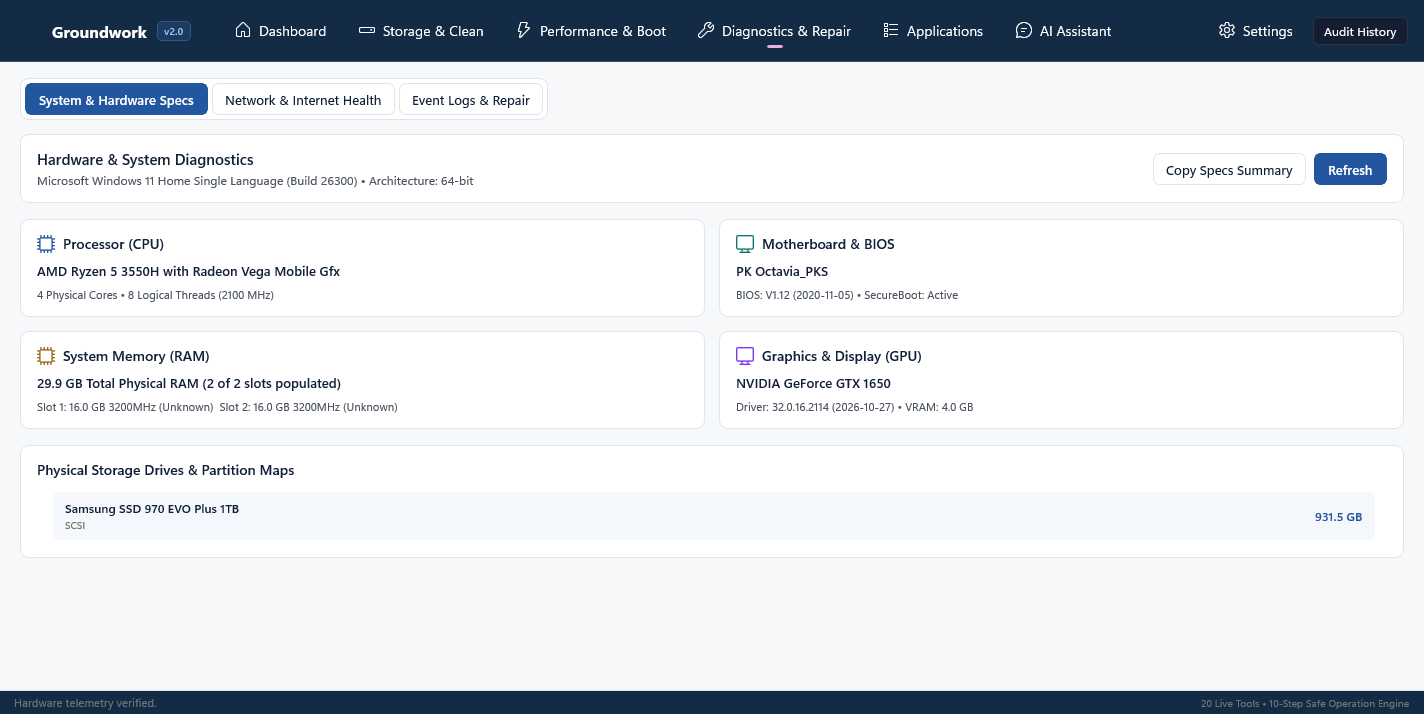 Groundwork v2.0 Dashboard Storage & Clean Performance & Boot Diagnostics & Repair Applications AI Assistant Settings Audit History
System & Hardware Specs Network & Internet Health Event Logs & Repair
Hardware & System Diagnostics
Microsoft Windows 11 Home Single Language (Build 26300) • Architecture: 64-bit
Copy Specs Summary Refresh
Processor (CPU)
AMD Ryzen 5 3550H with Radeon Vega Mobile Gfx
4 Physical Cores • 8 Logical Threads (2100 MHz)
Motherboard & BIOS
PK Octavia_PKS
BIOS: V1.12 (2020-11-05) • SecureBoot: Active
System Memory (RAM)
29.9 GB Total Physical RAM (2 of 2 slots populated)
Slot 1: 16.0 GB 3200MHz (Unknown) Slot 2: 16.0 GB 3200MHz (Unknown)
Graphics & Display (GPU)
NVIDIA GeForce GTX 1650
Driver: 32.0.16.2114 (2026-10-27) • VRAM: 4.0 GB
Physical Storage Drives & Partition Maps
Samsung SSD 970 EVO Plus 1TB
SCSI
931.5 GB
Hardware telemetry verified.
20 Live Tools • 10-Step Safe Operation Engine